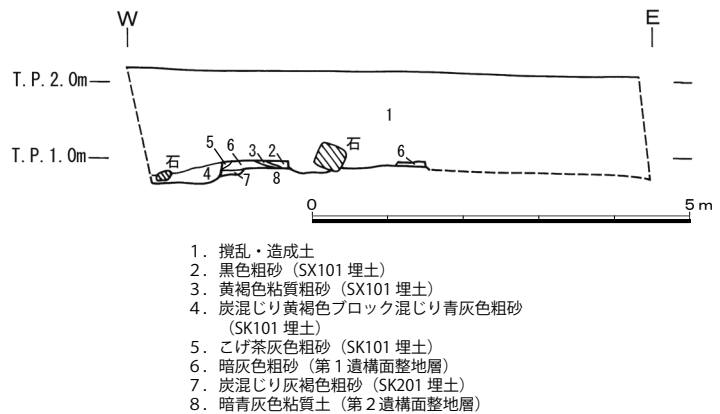 W E
T.P.2.0m
1
T.P.1.0m
5 6 3 2 石 6
石 4 7 8
0 5 m
1. 撹乱・造成土
2. 黒色粗砂（SX101 埋土）
3. 黄褐色粘質粗砂（SX101 埋土）
4. 炭混じり黄褐色ブロック混じり青灰色粗砂
（SK101 埋土）
5. こげ茶灰色粗砂（SK101 埋土）
6. 暗灰色粗砂（第１遺構面整地層）
7. 炭混じり灰褐色粗砂（SK201 埋土）
8. 暗青灰色粘質土（第２遺構面整地層）